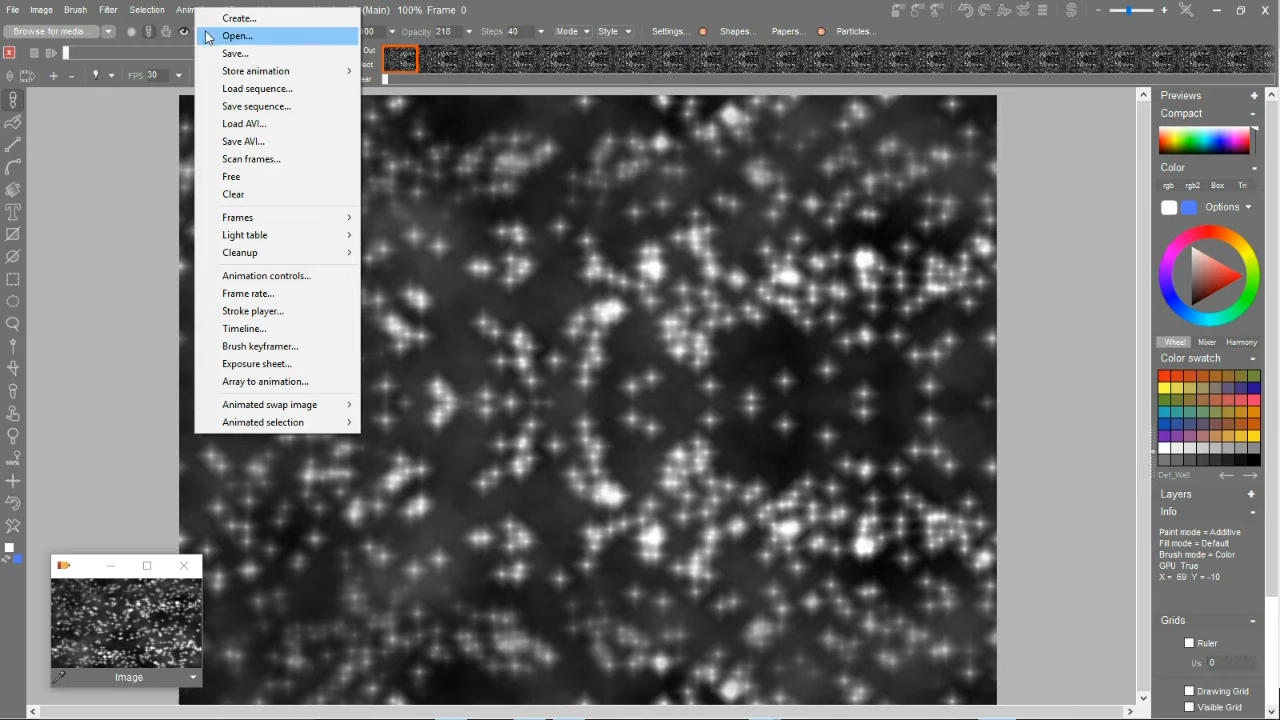 File Image Brush Filter Selection (Main) 100% Frame 0
Browse for media...
Opacity 218 Steps 40 Mode Style Settings... Shapes... Papers... Particles...
Out
FPS 30
Create...
Open...
Save...
Store animation
Load sequence...
Save sequence...
Load AVI...
Save AVI...
Scan frames...
Free
Clear
Frames
Light table
Cleanup
Animation controls...
Frame rate...
Stroke player...
Timeline...
Brush keyframer...
Exposure sheet...
Array to animation...
Animated swap image
Animated selection
100%
Image
Previews
Compact
Color
rgb rgb2 Box Tri
Options
Wheel Mixer Harmony
Color swatch
Def_Well
Layers
Info
Paint mode = Additive
Fill mode = Default
Brush mode = Color
GPU True
X = 69 Y = -10
Grids
Ruler
Us 0
Drawing Grid
Visible Grid